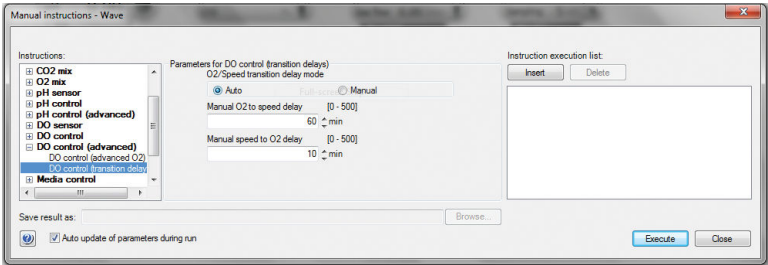 Manual instructions - Wave
Instructions:
CO2 mix
O2 mix
pH sensor
pH control
pH control (advanced)
DO sensor
DO control
DO control (advanced)
DO control (advanced O2)
DO control (transition delay
Media control
Parameters for DO control (transition delays)
O2/Speed transition delay mode
Auto
Manual
Manual O2 to speed delay [0 - 500]
60 min
Manual speed to O2 delay [0 - 500]
10 min
Instruction execution list:
Insert Delete
Save result as:
Browse...
Auto update of parameters during run
Execute Close